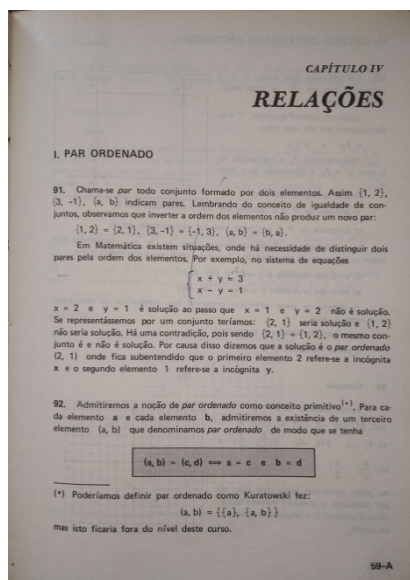 CAPÍTULO IV
RELAÇÕES
I. PAR ORDENADO
91. Chama-se par todo conjunto formado por dois elementos. Assim {1, 2},
{3, -1}, {a, b} indicam pares. Lembrando do conceito de igualdade de con-
juntos, observamos que inverter a ordem dos elementos não produz um novo par:
{1, 2} = {2, 1}, {3, -1} = {-1, 3}, {a, b} = {b, a}.
Em Matemática existem situações, onde há necessidade de distinguir dois
pares pela ordem dos elementos. Por exemplo, no sistema de equações
x + y = 3
x - y = 1
x = 2 e y = 1 é solução ao passo que x = 1 e y = 2 não é solução.
Se representássemos por um conjunto teríamos: {2, 1} seria solução e {1, 2}
não seria solução. Há uma contradição, pois sendo {2, 1} = {1, 2}, o mesmo con-
junto é e não é solução. Por causa disso dizemos que a solução é o par ordenado
(2, 1) onde fica subentendido que o primeiro elemento 2 refere-se a incógnita
x e o segundo elemento 1 refere-se a incógnita y.
92. Admitiremos a noção de par ordenado como conceito primitivo(*). Para ca-
da elemento a e cada elemento b, admitiremos a existência de um terceiro
elemento (a, b) que denominamos par ordenado de modo que se tenha
(a, b) = (c, d) ⟺ a = c e b = d
(*) Poderíamos definir par ordenado como Kuratowski fez:
(a, b) = {{a}, {a, b}}
mas isto ficaria fora do nível deste curso.
59-A